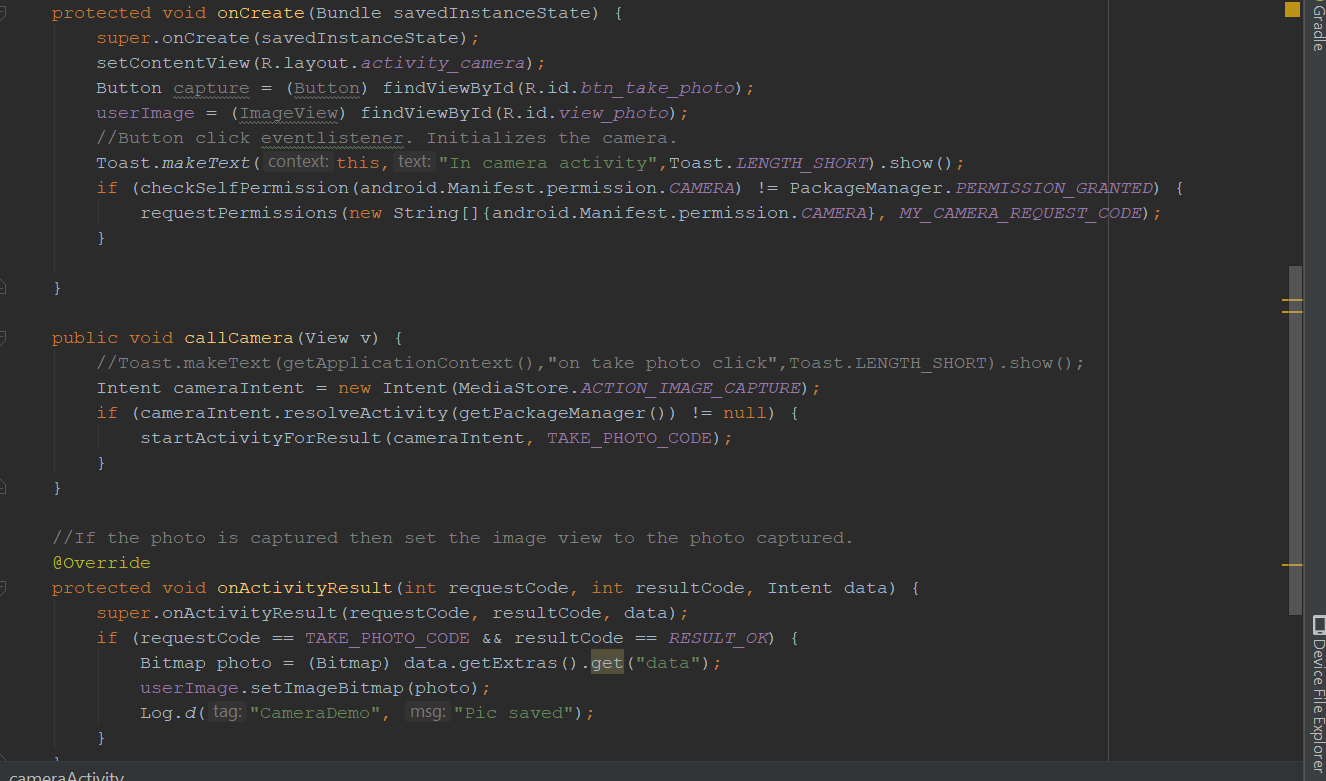 protected void onCreate(Bundle savedInstanceState) {
super.onCreate(savedInstanceState);
setContentView(R.layout.activity_camera);
Button capture = (Button) findViewById(R.id.btn_take_photo);
userImage = (ImageView) findViewById(R.id.view_photo);
//Button click eventlistener. Initializes the camera.
Toast.makeText( context: this, text: "In camera activity",Toast.LENGTH_SHORT).show();
if (checkSelfPermission(android.Manifest.permission.CAMERA) != PackageManager.PERMISSION_GRANTED) {
requestPermissions(new String[]{android.Manifest.permission.CAMERA}, MY_CAMERA_REQUEST_CODE);
}
}
public void callCamera(View v) {
//Toast.makeText(getApplicationContext(),"on take photo click",Toast.LENGTH_SHORT).show();
Intent cameraIntent = new Intent(MediaStore.ACTION_IMAGE_CAPTURE);
if (cameraIntent.resolveActivity(getPackageManager()) != null) {
startActivityForResult(cameraIntent, TAKE_PHOTO_CODE);
}
}
//If the photo is captured then set the image view to the photo captured.
@Override
protected void onActivityResult(int requestCode, int resultCode, Intent data) {
super.onActivityResult(requestCode, resultCode, data);
if (requestCode == TAKE_PHOTO_CODE && resultCode == RESULT_OK) {
Bitmap photo = (Bitmap) data.getExtras().get("data");
userImage.setImageBitmap(photo);
Log.d( tag: "CameraDemo", msg: "Pic saved");
}
}
cameraActivity
Gradle
Device File Explorer